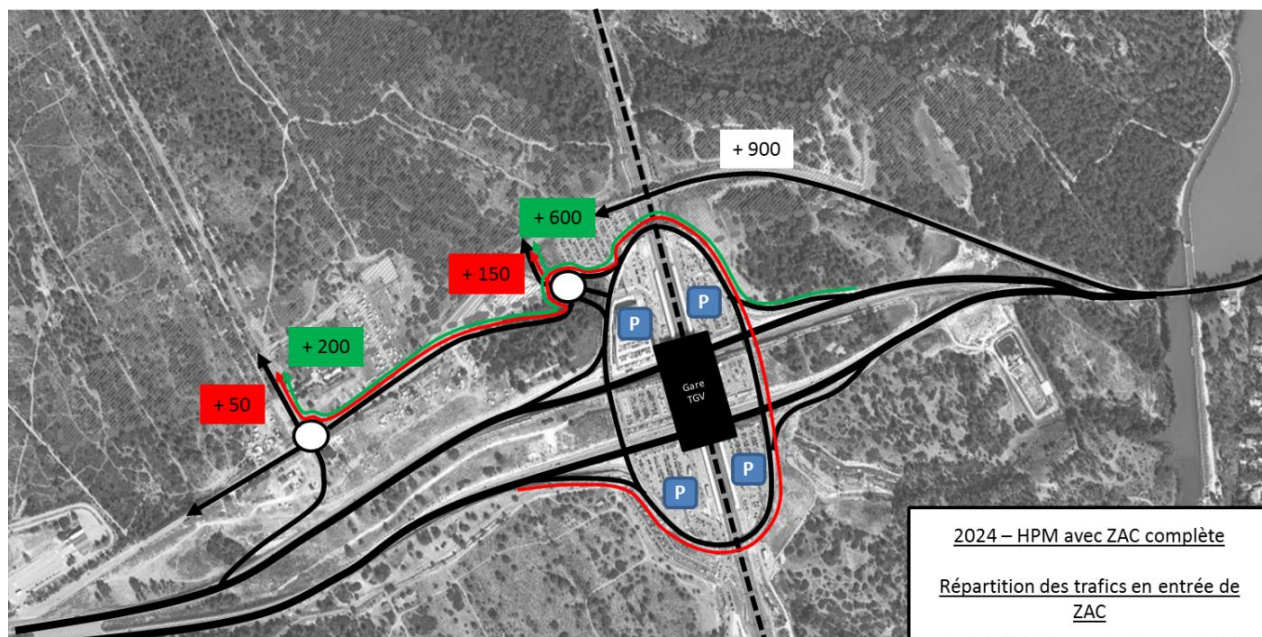 + 900
+ 600
+ 150
P
P
+ 200
Gare
TGV
+ 50
P
P
2024 – HPM avec ZAC complète
Répartition des trafics en entrée de
ZAC